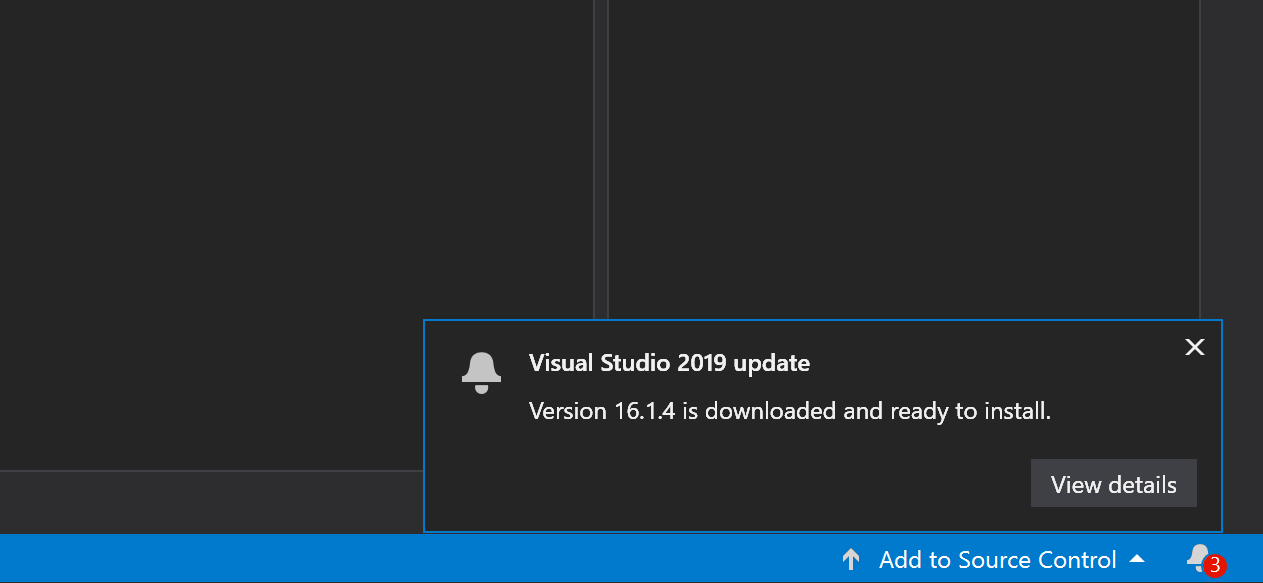 Visual Studio 2019 update
Version 16.1.4 is downloaded and ready to install.
View details
Add to Source Control
3